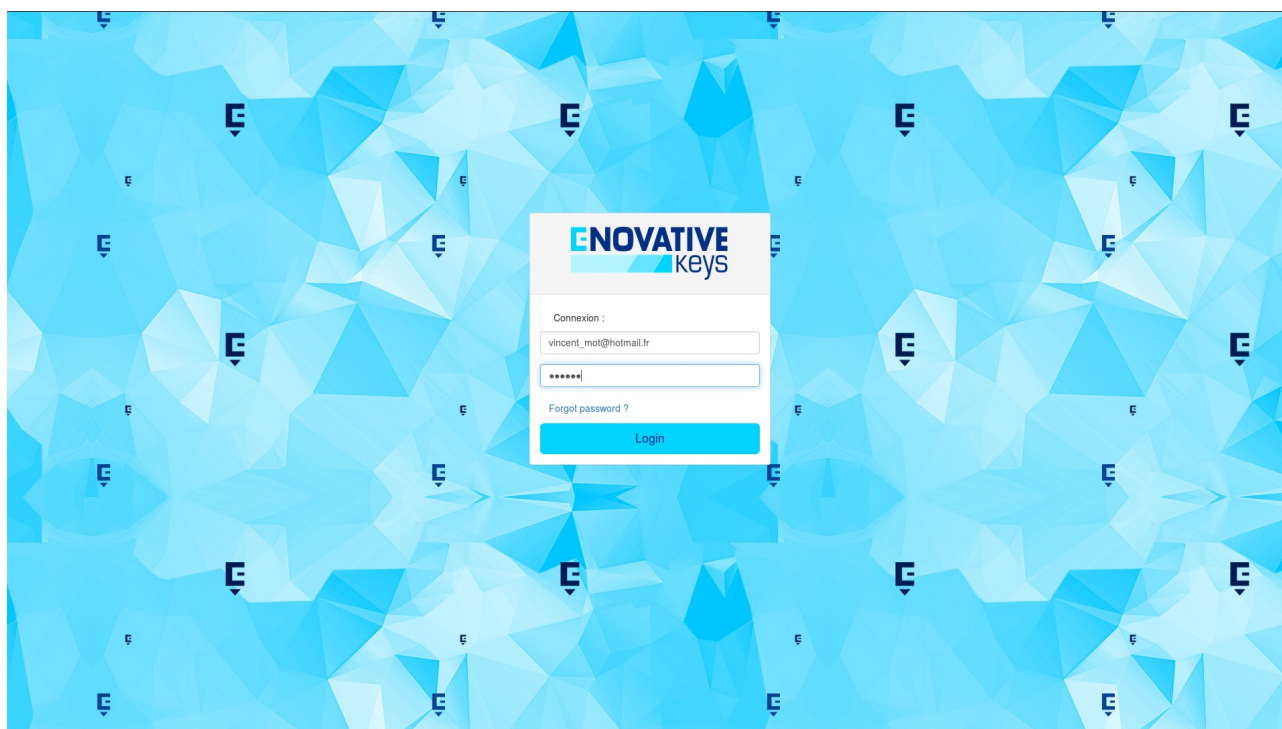 ENOVATIVE
Keys
Connexion :
vincent_mot@hotmail.fr
••••••
Forgot password ?
Login